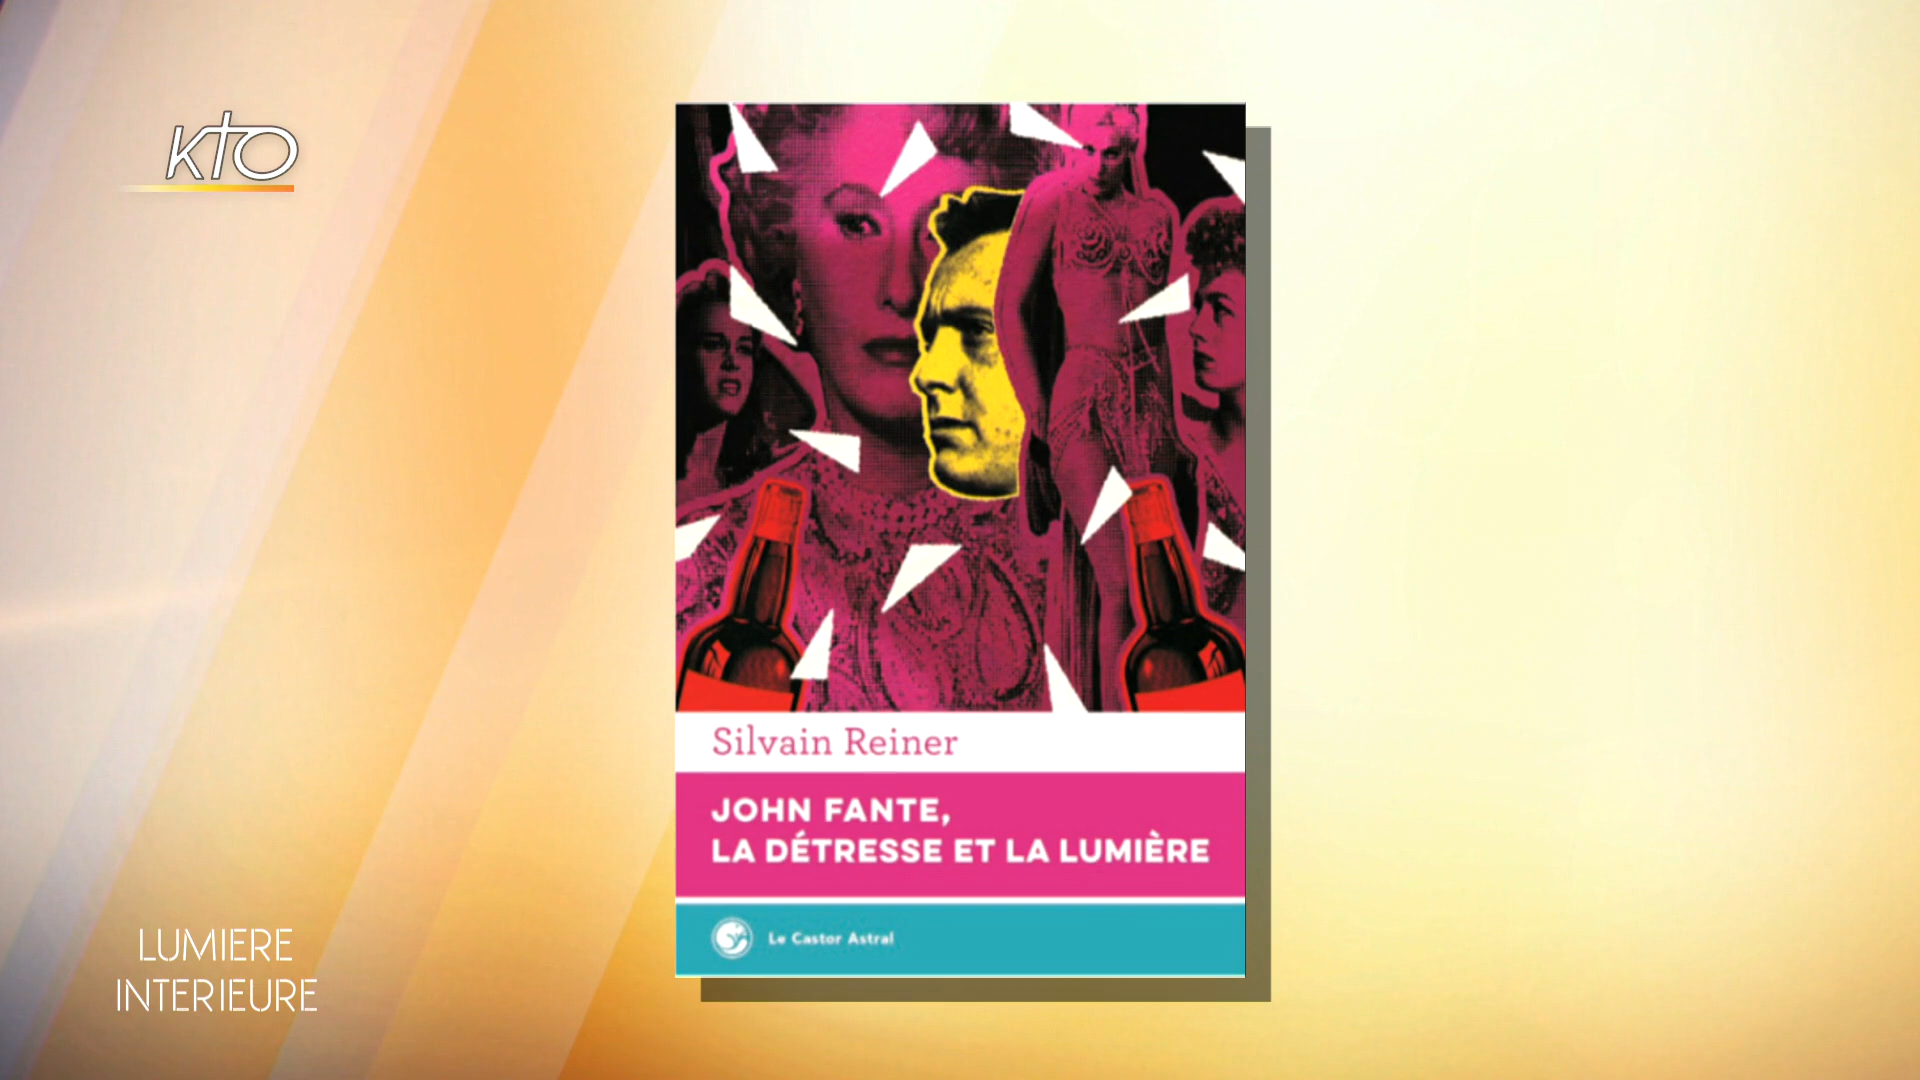 KTO
Silvain Reiner
JOHN FANTE,
LA DÉTRESSE ET LA LUMIÈRE
Le Castor Astral
LUMIERE
INTERIEURE